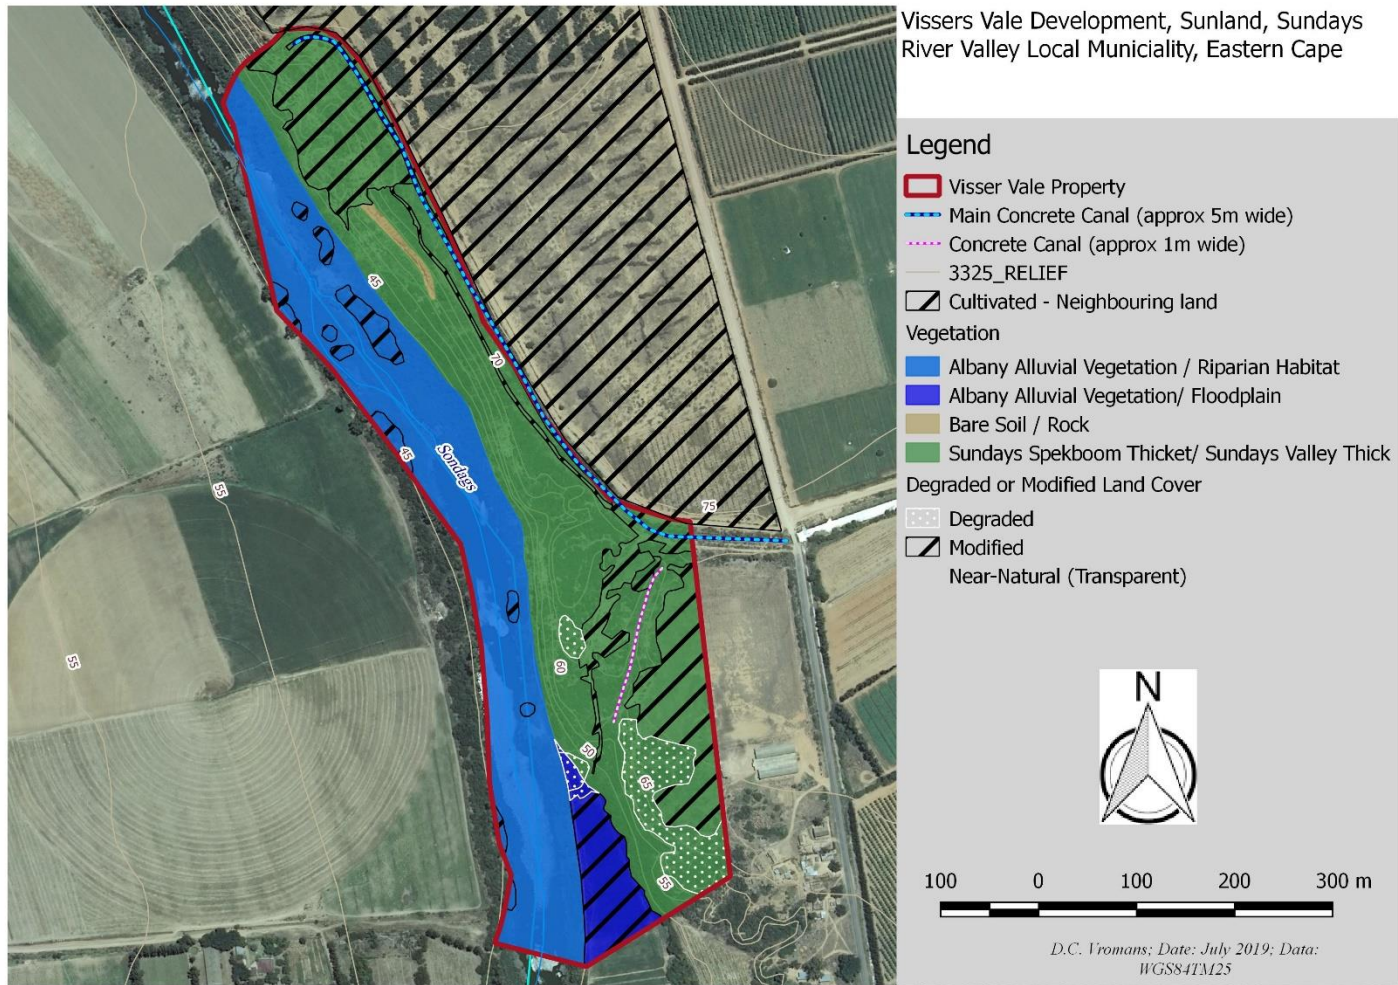 Vissers Vale Development, Sunland, Sundays
River Valley Local Municiality, Eastern Cape
Legend
Visser Vale Property
Main Concrete Canal (approx 5m wide)
Concrete Canal (approx 1m wide)
3325_RELIEF
Cultivated - Neighbouring land
Vegetation
Albany Alluvial Vegetation / Riparian Habitat
Albany Alluvial Vegetation/ Floodplain
Bare Soil / Rock
Sundays Spekboom Thicket/ Sundays Valley Thick
Degraded or Modified Land Cover
Degraded
Modified
Near-Natural (Transparent)
N
100 0 100 200 300 m
D.C. Vromans; Date: July 2019; Data:
WGS84TM25
45
70
45
Sondags
55
75
55
60
50
65
55